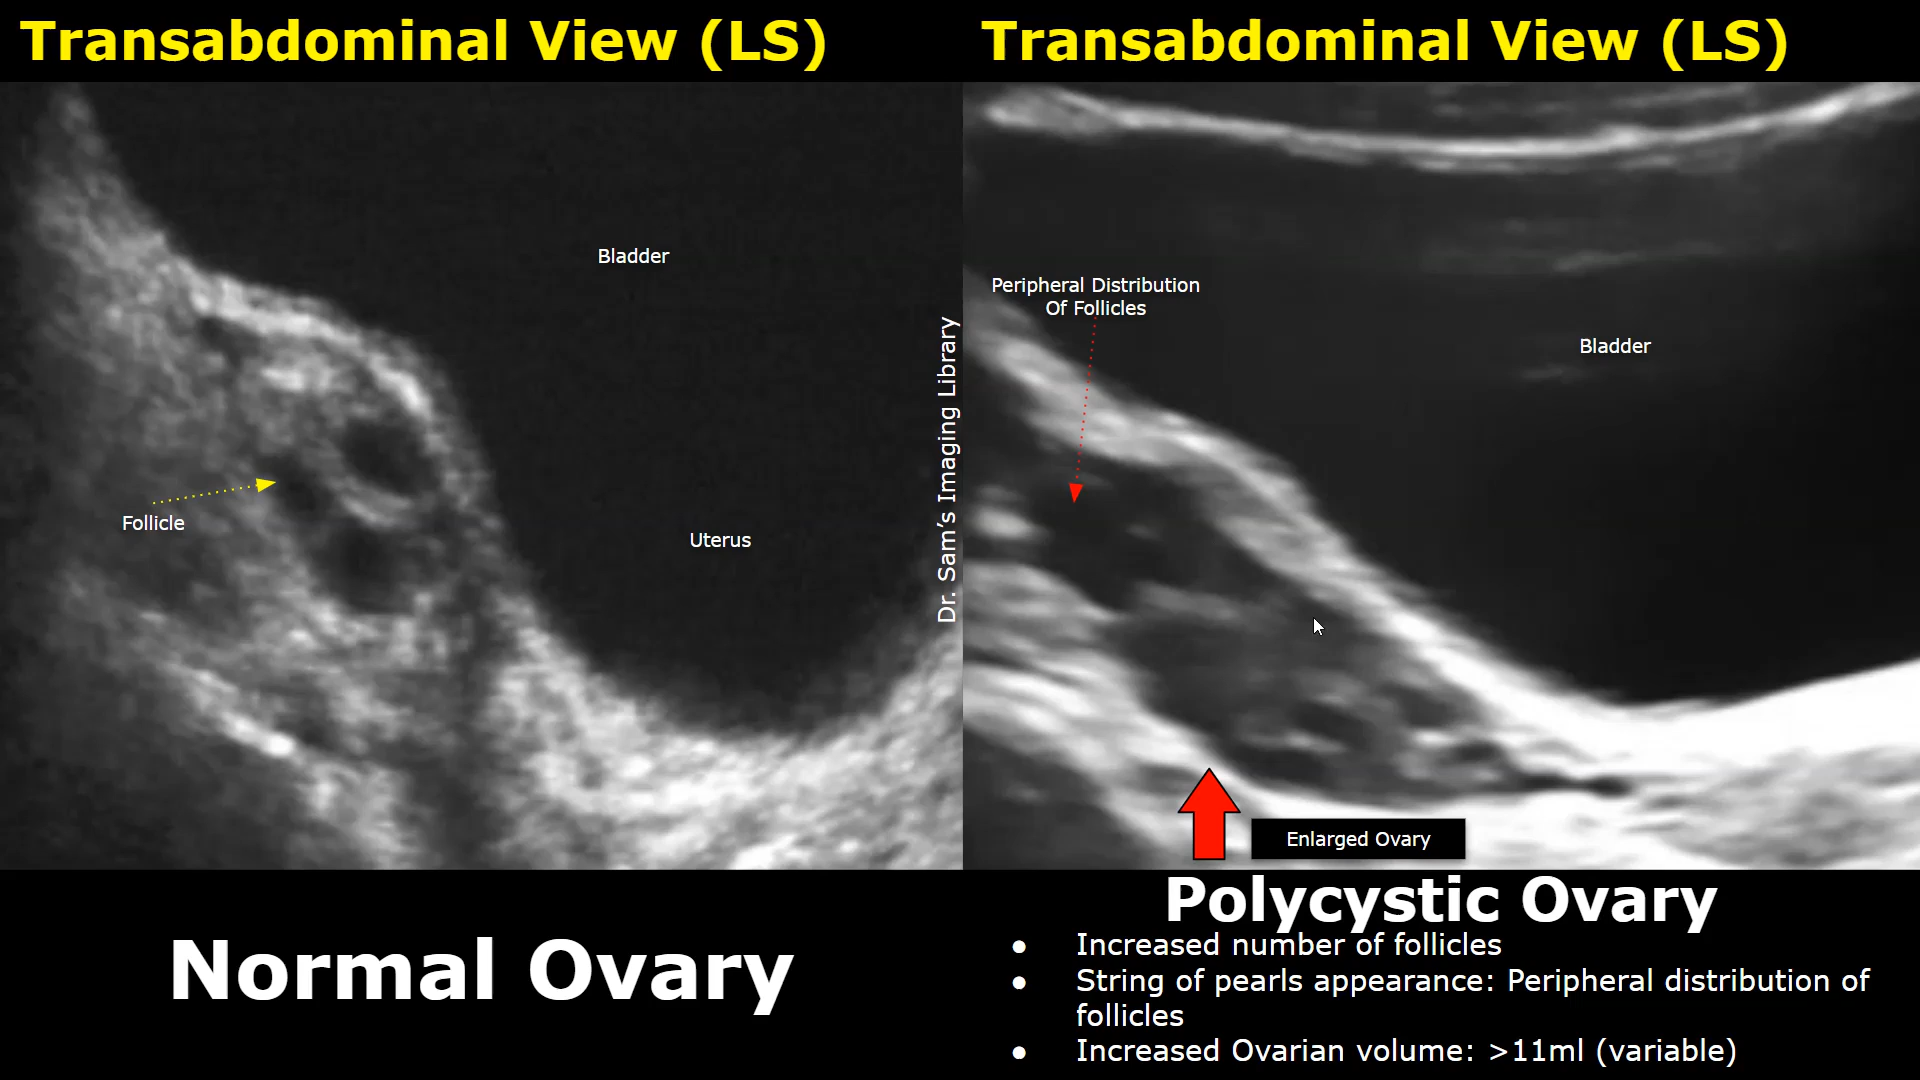 Transabdominal View (LS)
Bladder
Follicle
Uterus
Dr. Sam’s Imaging Library
Normal Ovary
Transabdominal View (LS)
Peripheral Distribution
Of Follicles
Bladder
Enlarged Ovary
Polycystic Ovary
● Increased number of follicles
● String of pearls appearance: Peripheral distribution of
follicles
● Increased Ovarian volume: >11ml (variable)